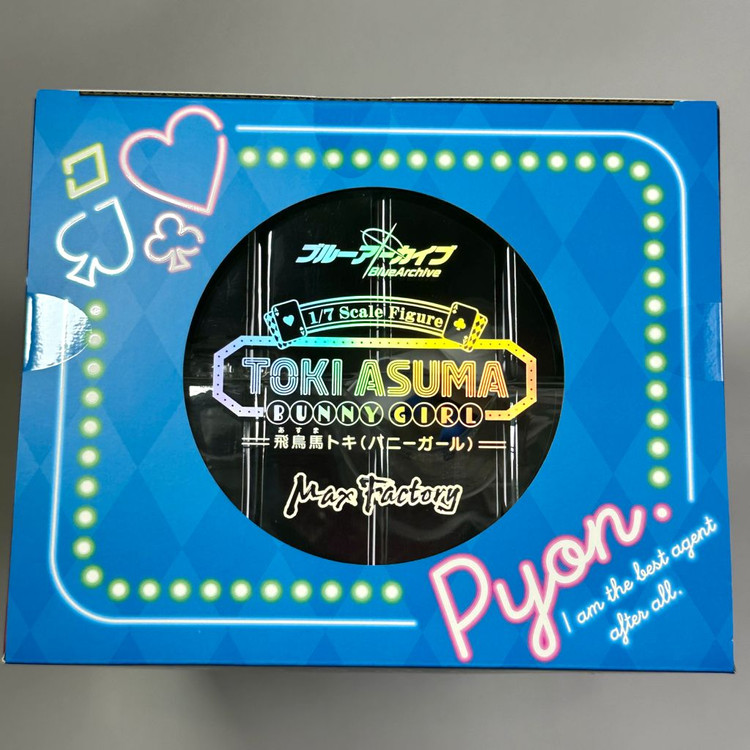 ブルーアーカイブ
BlueArchive
1/7 Scale Figure
TOKI ASUMA
BUNNY GIRL
あすま
飛鳥馬トキ(バニーガール)
Max Factory
Pyon.
I am the best agent
after all.